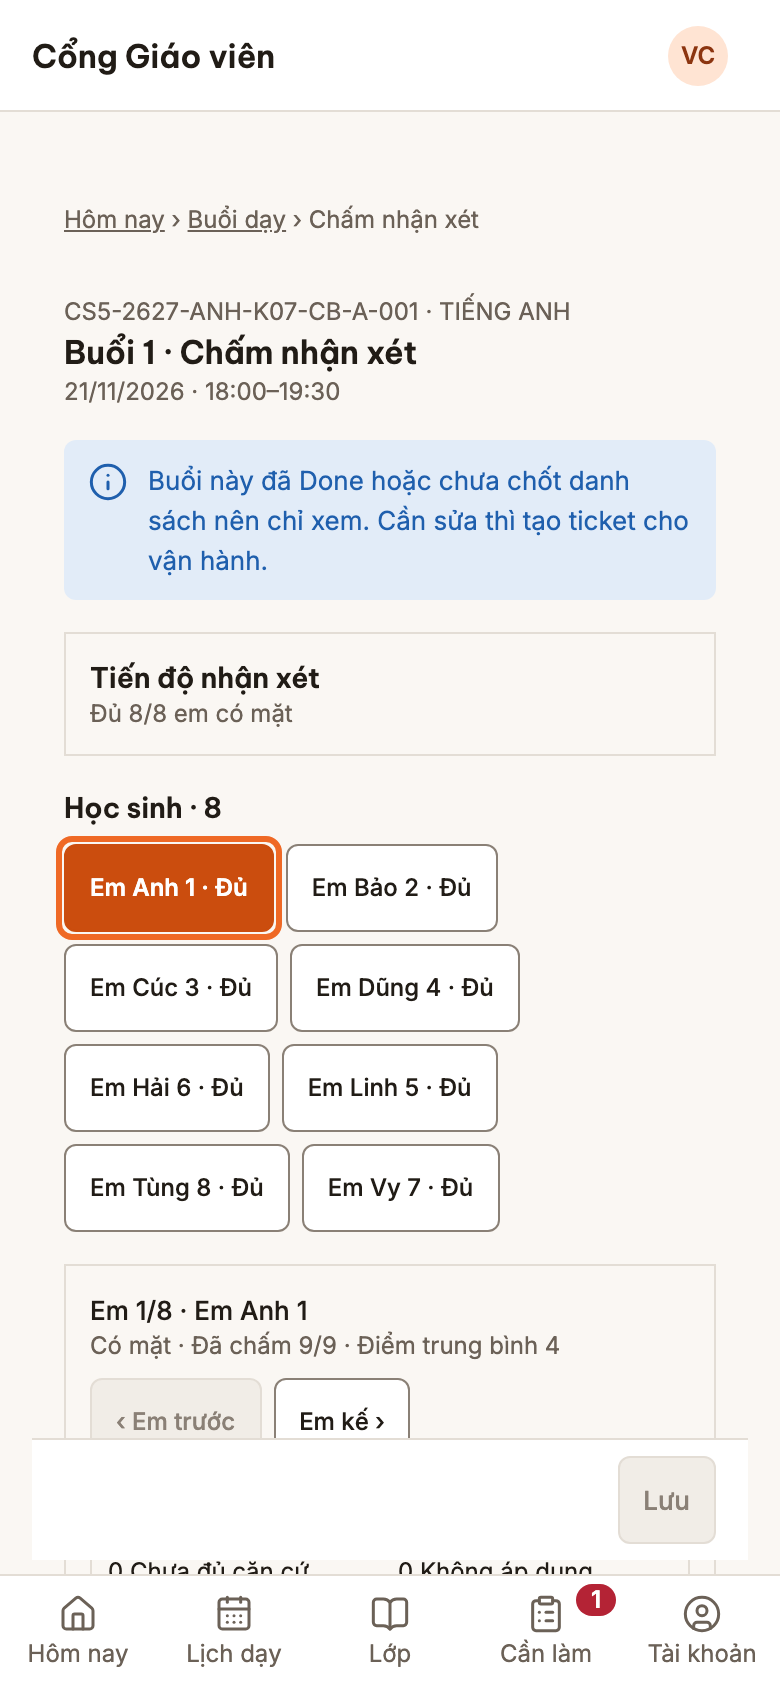 Cổng Giáo viên
VC
Hôm nay › Buổi dạy › Chấm nhận xét
CS5-2627-ANH-K07-CB-A-001 · TIẾNG ANH
Buổi 1 · Chấm nhận xét
21/11/2026 · 18:00–19:30
Buổi này đã Done hoặc chưa chốt danh
sách nên chỉ xem. Cần sửa thì tạo ticket cho
vận hành.
Tiến độ nhận xét
Đủ 8/8 em có mặt
Học sinh · 8
Em Anh 1 · Đủ
Em Bảo 2 · Đủ
Em Cúc 3 · Đủ
Em Dũng 4 · Đủ
Em Hải 6 · Đủ
Em Linh 5 · Đủ
Em Tùng 8 · Đủ
Em Vy 7 · Đủ
Em 1/8 · Em Anh 1
Có mặt · Đã chấm 9/9 · Điểm trung bình 4
‹ Em trước
Em kế ›
Lưu
0 Chưa đủ căn cứ
0 Không áp dụng
1
Hôm nay
Lịch dạy
Lớp
Cần làm
Tài khoản